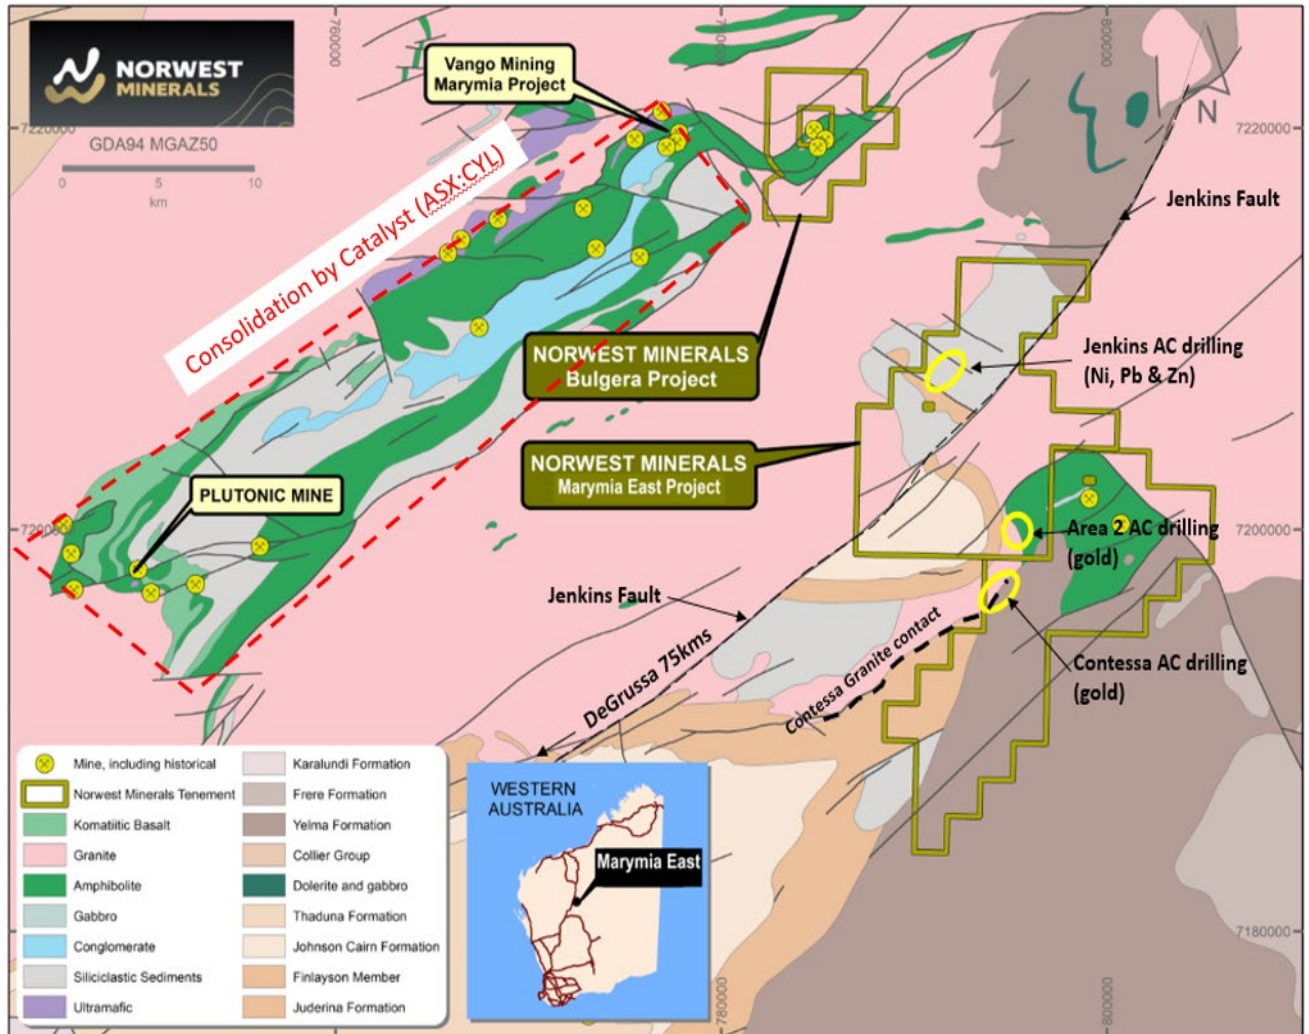 NORWEST
MINERALS
GDA94 MGAZ50
0 5 10
km
760000
780000
800000
N
7220000
7220000
Vango Mining
Marymia Project
Consolidation by Catalyst (ASX:CYL)
Jenkins Fault
NORWEST MINERALS
Bulgera Project
Jenkins AC drilling
(Ni, Pb & Zn)
NORWEST MINERALS
Marymia East Project
PLUTONIC MINE
7200000
7200000
Area 2 AC drilling
(gold)
Jenkins Fault
DeGrussa 75kms
Contessa Granite contact
Contessa AC drilling
(gold)
Mine, including historical
Norwest Minerals Tenement
Komatiitic Basalt
Granite
Amphibolite
Gabbro
Conglomerate
Siliciclastic Sediments
Ultramafic
Karalundi Formation
Frere Formation
Yelma Formation
Collier Group
Dolerite and gabbro
Thaduna Formation
Johnson Cairn Formation
Finlayson Member
Juderina Formation
WESTERN
AUSTRALIA
Marymia East
7180000
780000
800000